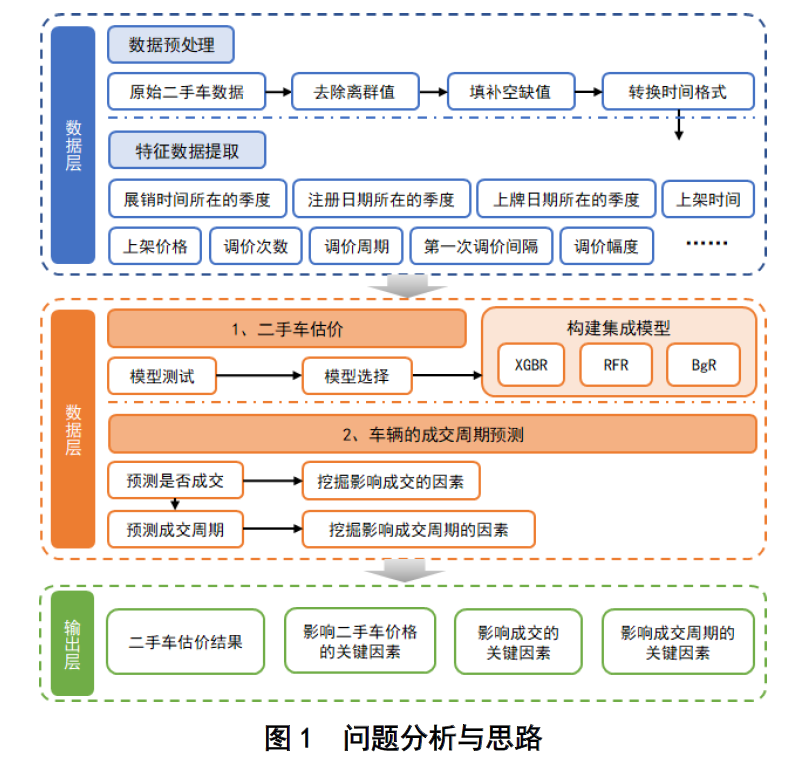 数据层
数据预处理
原始二手车数据
去除离群值
填补空缺值
转换时间格式
特征数据提取
展销时间所在的季度
注册日期所在的季度
上牌日期所在的季度
上架时间
上架价格
调价次数
调价周期
第一次调价间隔
调价幅度
……
数据层
1、二手车估价
构建集成模型
XGBR
RFR
BgR
模型测试
模型选择
2、车辆的成交周期预测
预测是否成交
挖掘影响成交的因素
预测成交周期
挖掘影响成交周期的因素
输出层
二手车估价结果
影响二手车价格
的关键因素
影响成交的
关键因素
影响成交周期的
关键因素
图 1 问题分析与思路